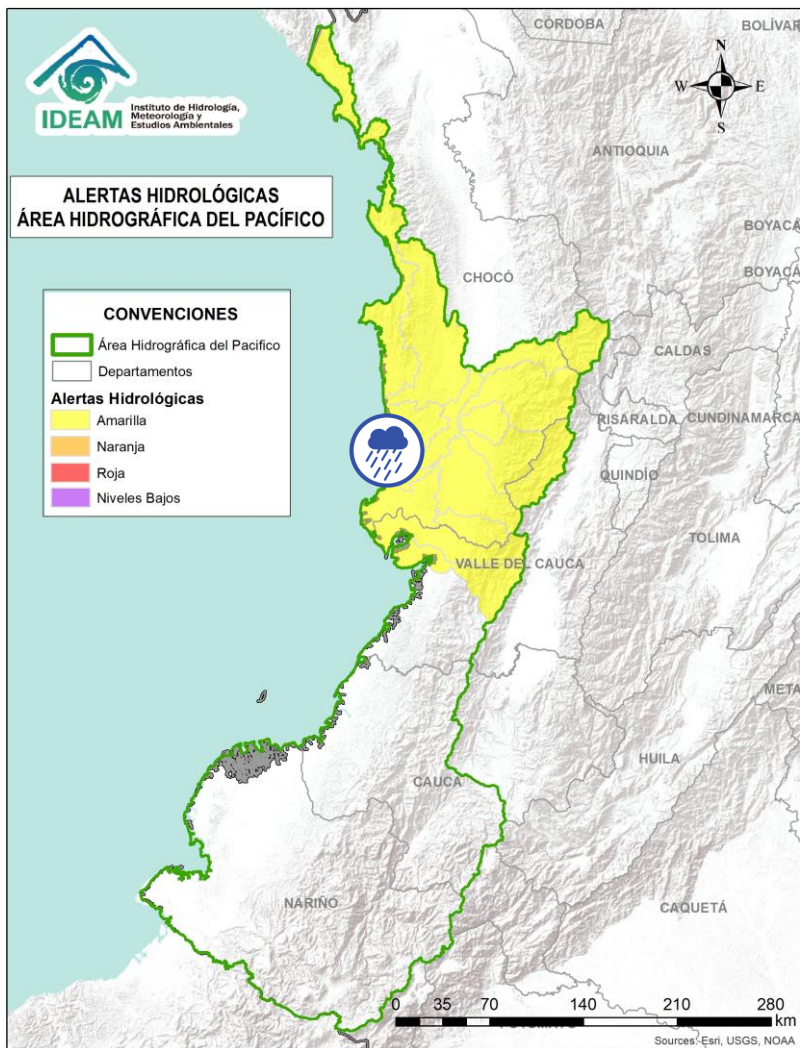 IDEAM
Instituto de Hidrología,
Meteorología y
Estudios Ambientales
ALERTAS HIDROLÓGICAS
ÁREA HIDROGRÁFICA DEL PACÍFICO
CONVENCIONES
Área Hidrográfica del Pacifico
Departamentos
Alertas Hidrológicas
Amarilla
Naranja
Roja
Niveles Bajos
CÓRDOBA
BOLÍVAR
N
W E
S
ANTIOQUIA
BOYACÁ
BOYACÁ
CHOCÓ
CALDAS
RISARALDA
CUNDINAMARCA
QUINDÍO
TOLIMA
VALLE DEL CAUCA
META
HUILA
CAUCA
NARIÑO
CAQUETÁ
0 35 70 140 210 280
km
Sources: Esri, USGS, NOAA